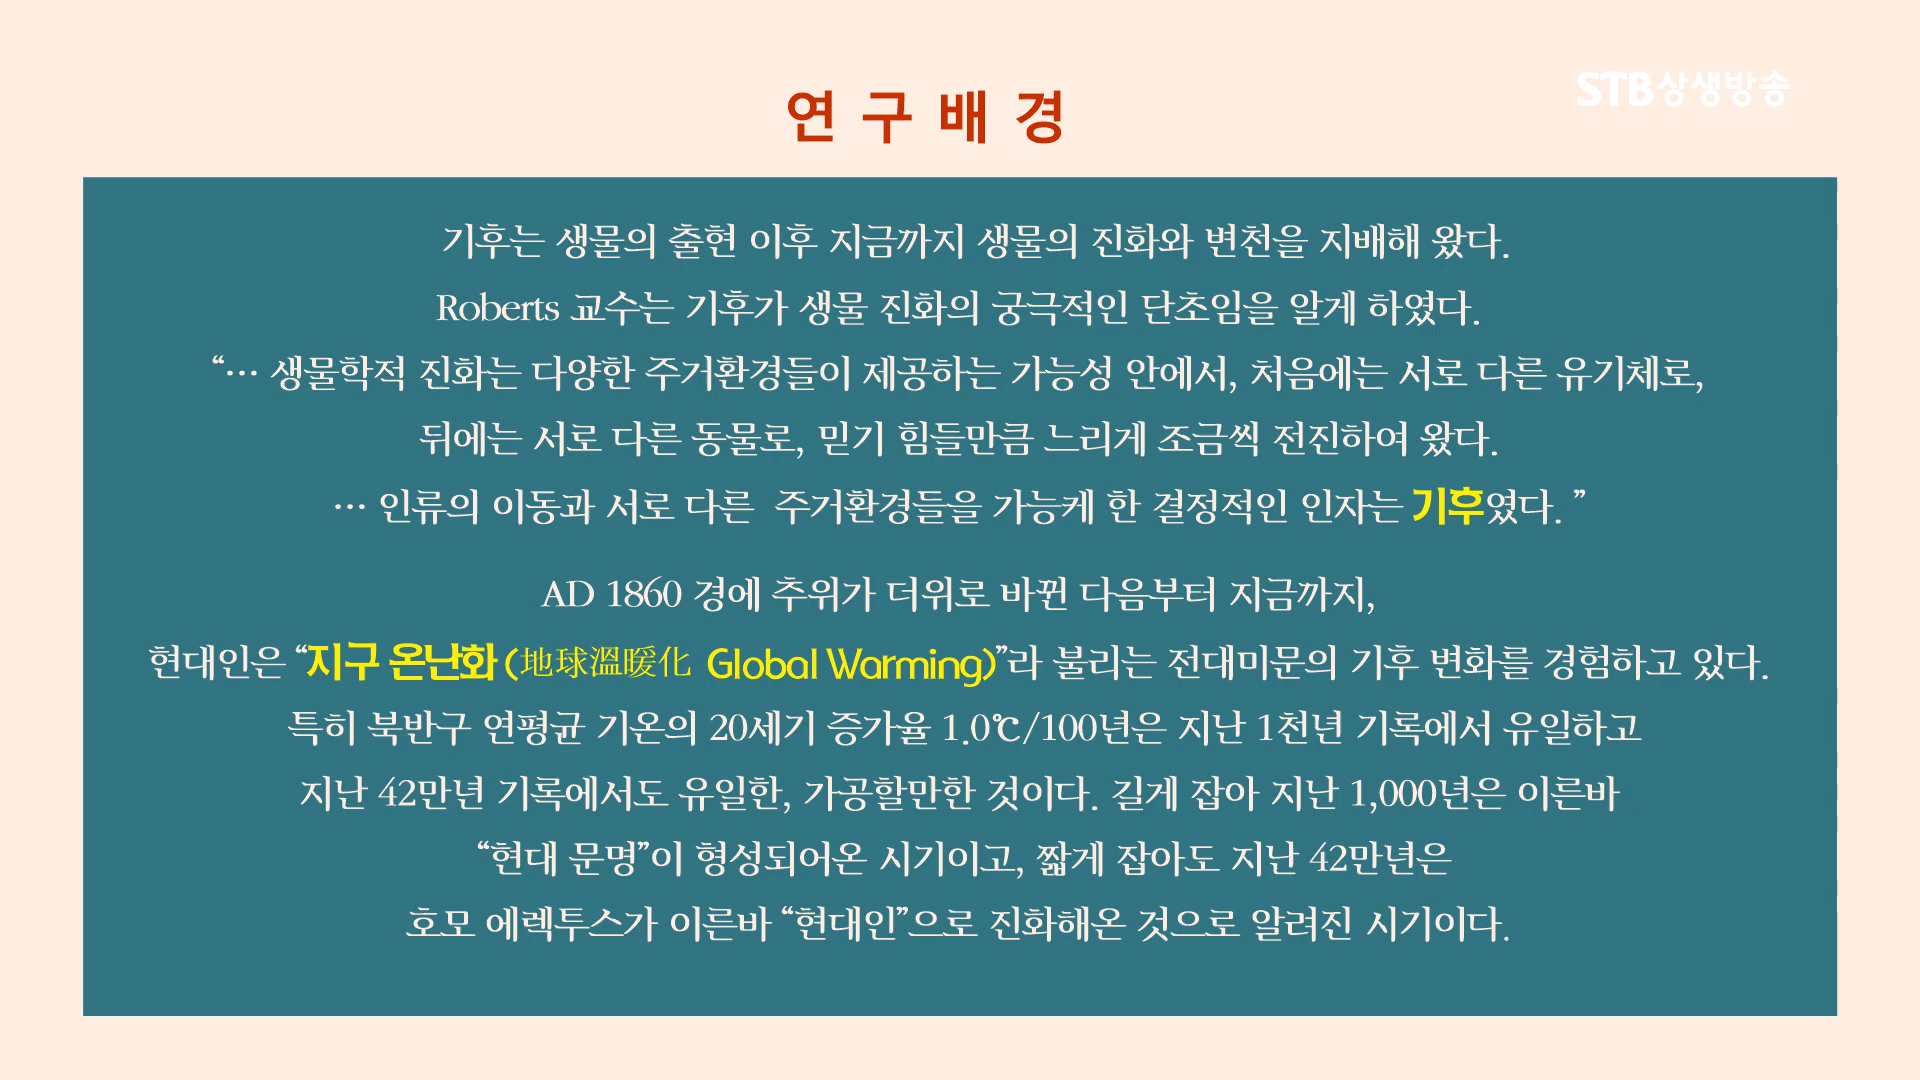 STB상생방송
연구배경
기후는 생물의 출현 이후 지금까지 생물의 진화와 변천을 지배해 왔다.
Roberts 교수는 기후가 생물 진화의 궁극적인 단초임을 알게 하였다.
“… 생물학적 진화는 다양한 주거환경들이 제공하는 가능성 안에서, 처음에는 서로 다른 유기체로,
뒤에는 서로 다른 동물로, 믿기 힘들만큼 느리게 조금씩 전진하여 왔다.
… 인류의 이동과 서로 다른 주거환경들을 가능케 한 결정적인 인자는 기후였다. ”
AD 1860 경에 추위가 더위로 바뀐 다음부터 지금까지,
현대인은 “지구 온난화 (地球溫暖化 Global Warming)”라 불리는 전대미문의 기후 변화를 경험하고 있다.
특히 북반구 연평균 기온의 20세기 증가율 1.0℃/100년은 지난 1천년 기록에서 유일하고
지난 42만년 기록에서도 유일한, 가공할만한 것이다. 길게 잡아 지난 1,000년은 이른바
“현대 문명”이 형성되어온 시기이고, 짧게 잡아도 지난 42만년은
호모 에렉투스가 이른바 “현대인”으로 진화해온 것으로 알려진 시기이다.